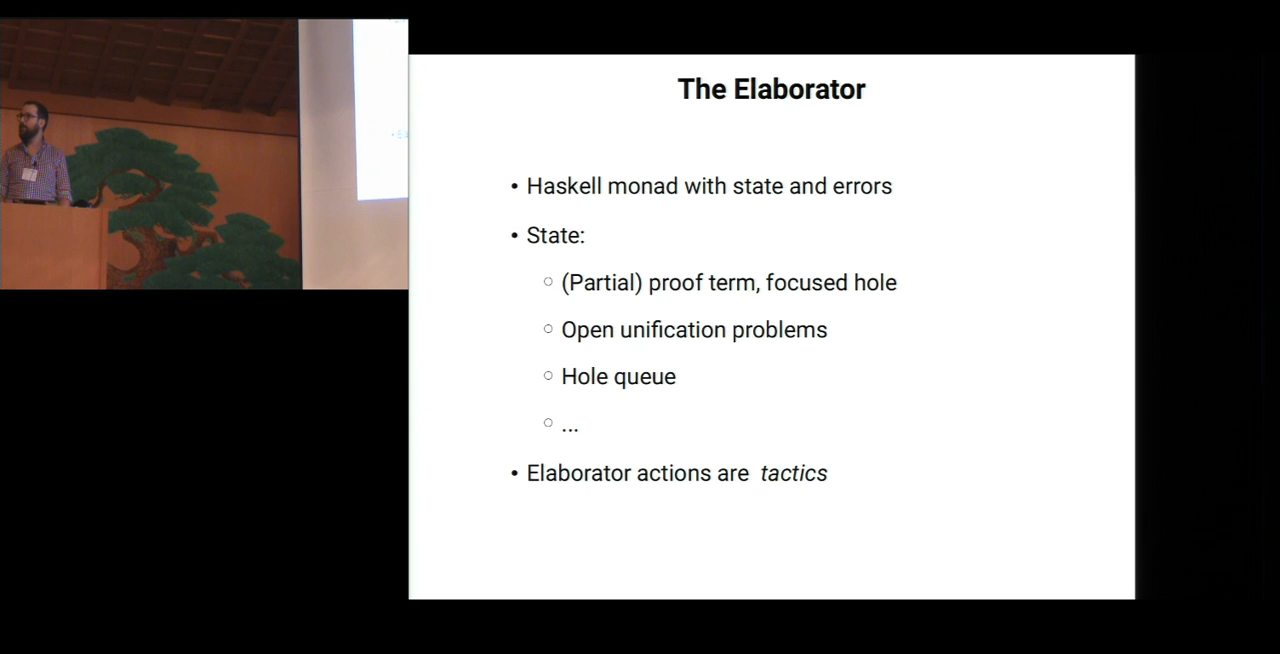 The Elaborator
• Haskell monad with state and errors
• State:
○ (Partial) proof term, focused hole
○ Open unification problems
○ Hole queue
○ ...
• Elaborator actions are tactics